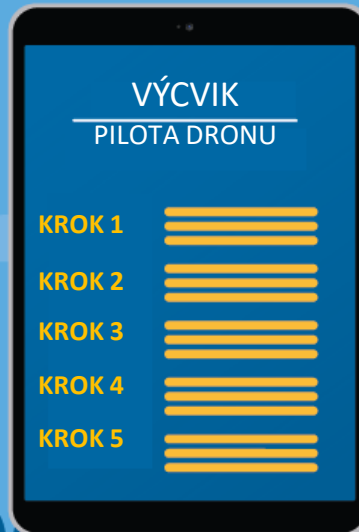 VÝCVIK
PILOTA DRONU
KROK 1
KROK 2
KROK 3
KROK 4
KROK 5